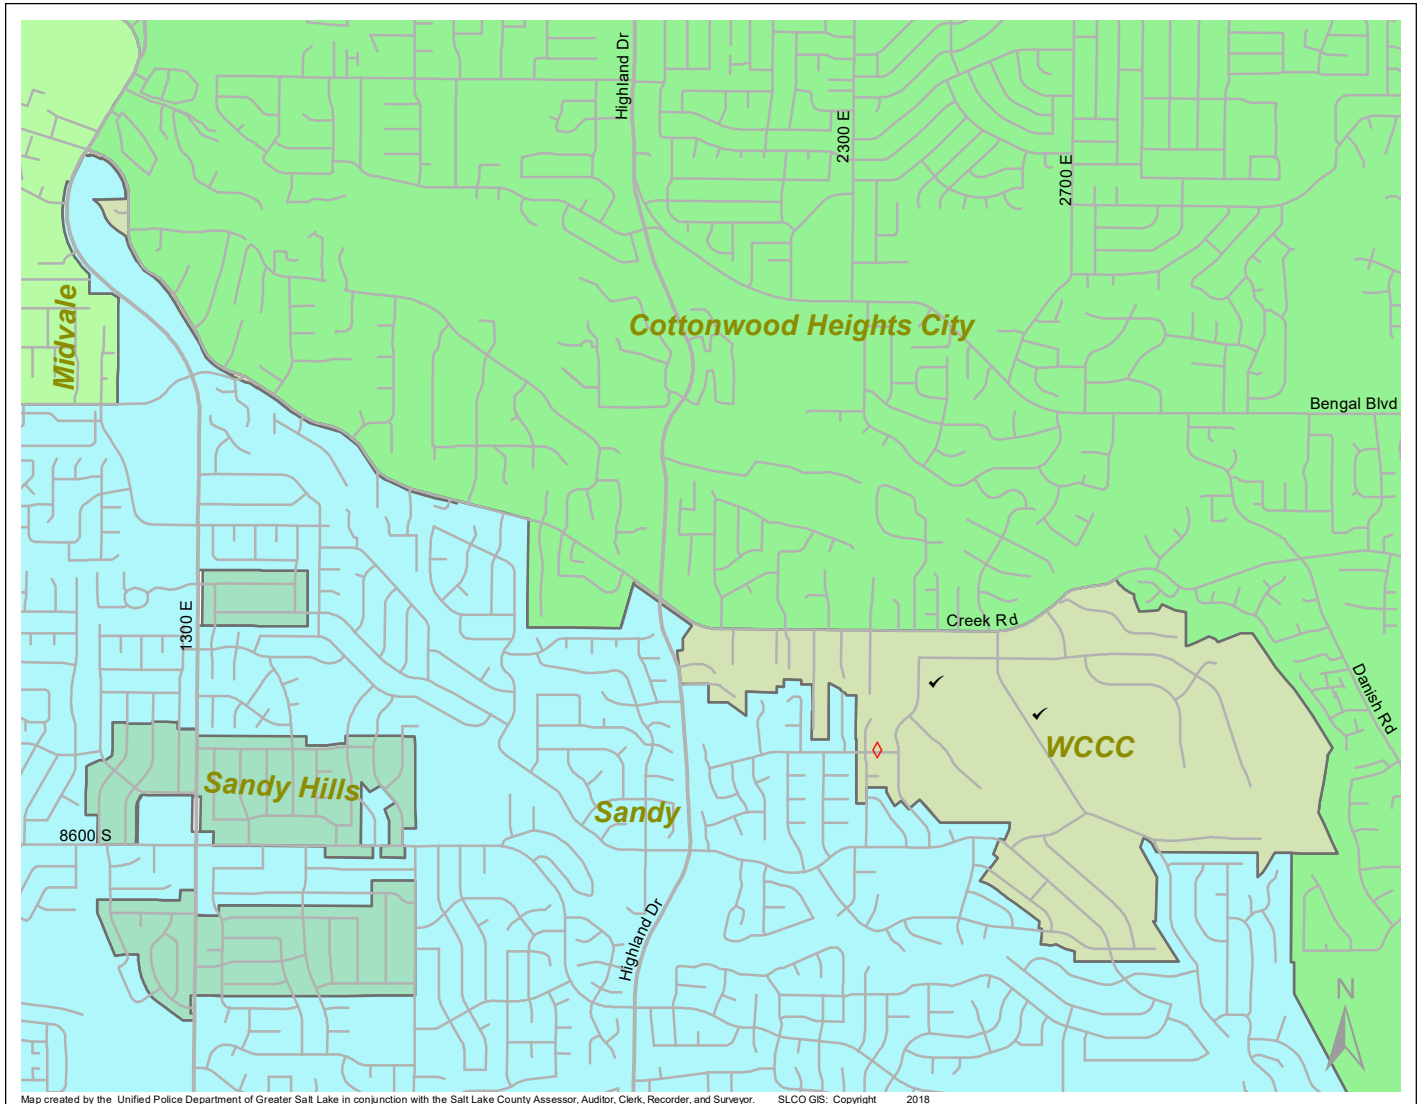 Highland Dr
2300 E
2700 E
Midvale
Cottonwood Heights City
Bengal Blvd
1300 E
Creek Rd
Danish Rd
WCCC
Sandy Hills
Sandy
8600 S
Highland Dr
N
Map created by the Unified Police Department of Greater Salt Lake in conjunction with the Salt Lake County Assessor, Auditor, Clerk, Recorder, and Surveyor. SLCO GIS: Copyright 2018